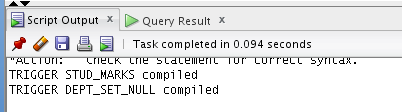 Script Output x Query Result x
Task completed in 0.094 seconds
*Action: Check the statement for correct syntax.
TRIGGER STUD_MARKS compiled
TRIGGER DEPT_SET_NULL compiled